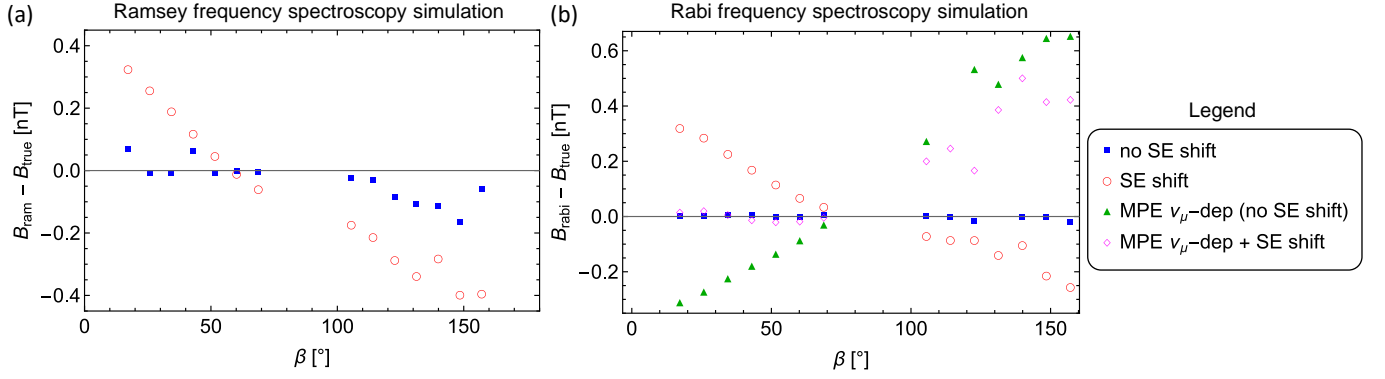 (a)
Ramsey frequency spectroscopy simulation
B_ram − B_true [nT]
0.4
0.2
0.0
−0.2
−0.4
0
50
100
150
β [°]
(b)
Rabi frequency spectroscopy simulation
B_rabi − B_true [nT]
0.6
0.4
0.2
0.0
−0.2
0
50
100
150
β [°]
Legend
no SE shift
SE shift
MPE ν_μ−dep (no SE shift)
MPE ν_μ−dep + SE shift